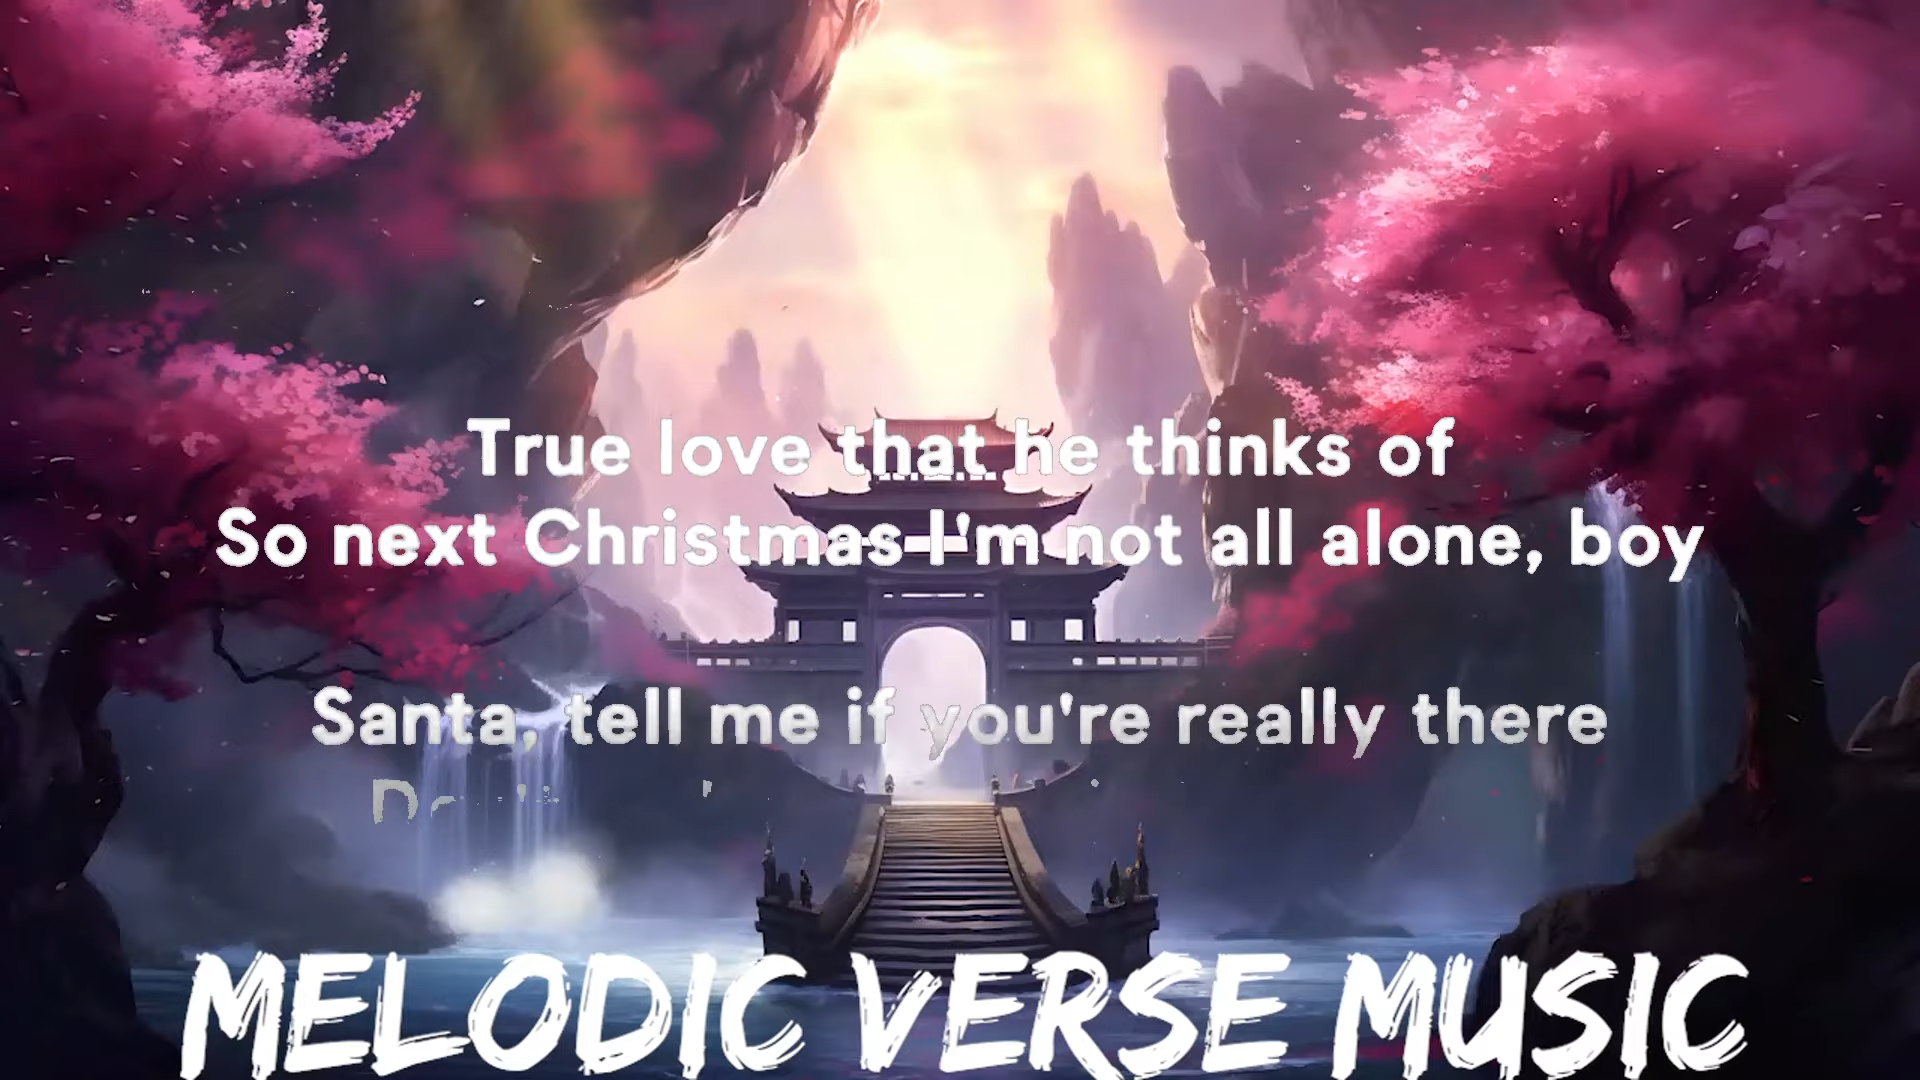 True love that he thinks of
So next Christmas I'm not all alone, boy
Santa, tell me if you're really there
MELODIC VERSE MUSIC